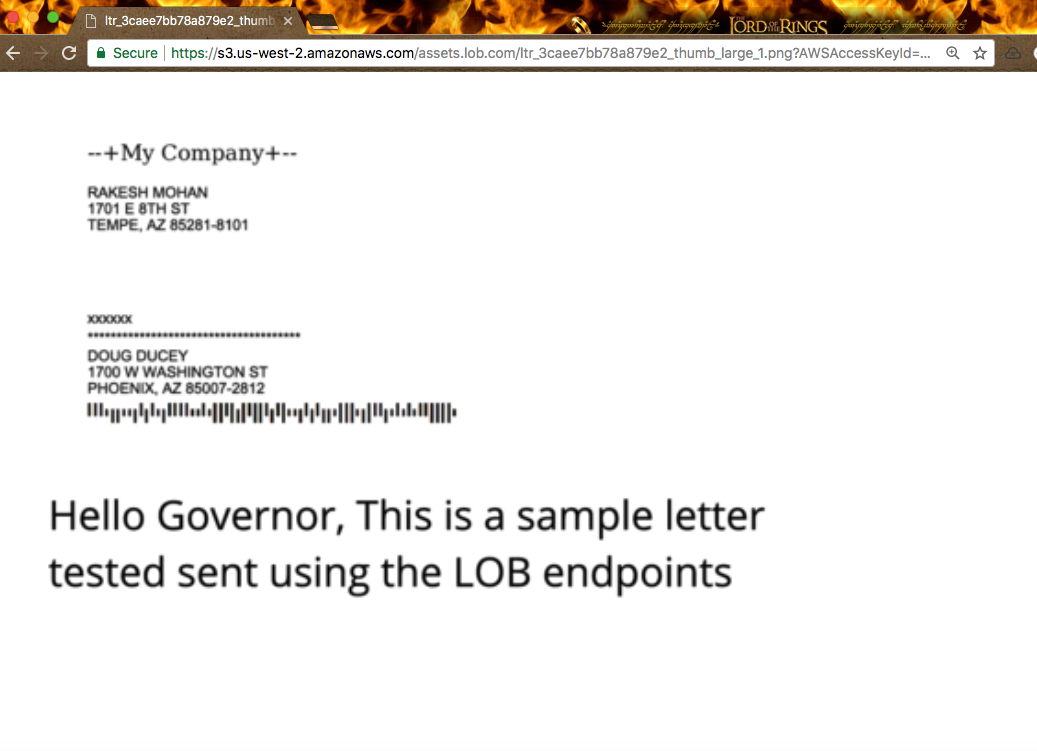 ltr_3caee7bb78a879e2_thumb
THE LORD OF THE RINGS
Secure
https://s3.us-west-2.amazonaws.com/assets.lob.com/ltr_3caee7bb78a879e2_thumb_large_1.png?AWSAccessKeyId=...
--+My Company+--
RAKESH MOHAN
1701 E 8TH ST
TEMPE, AZ 85281-8101
xxxxxx
DOUG DUCEY
1700 W WASHINGTON ST
PHOENIX, AZ 85007-2812
Hello Governor, This is a sample letter
tested sent using the LOB endpoints